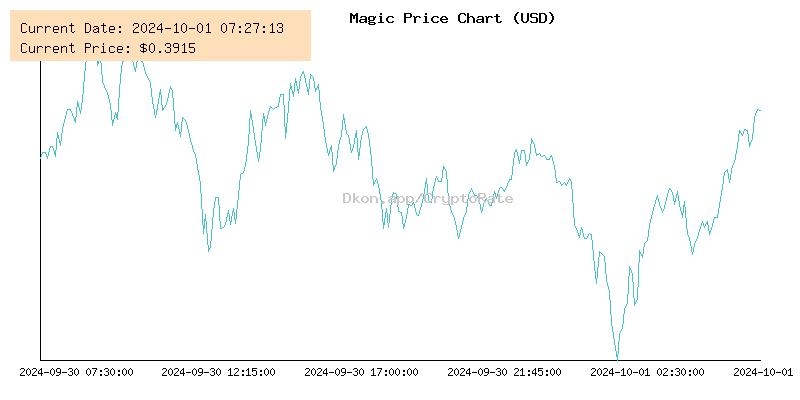 Magic Price Chart (USD)
Current Date: 2024-10-01 07:27:13
Current Price: $0.3915
Dkon.app/CryptoRate
2024-09-30 07:30:00 2024-09-30 12:15:00 2024-09-30 17:00:00 2024-09-30 21:45:00 2024-10-01 02:30:00 2024-10-01